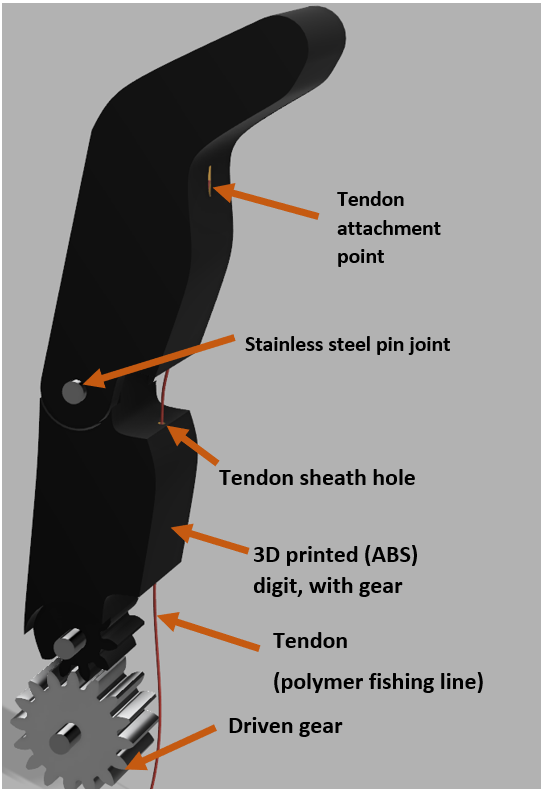 Tendon
attachment
point
Stainless steel pin joint
Tendon sheath hole
3D printed (ABS)
digit, with gear
Tendon
(polymer fishing line)
Driven gear